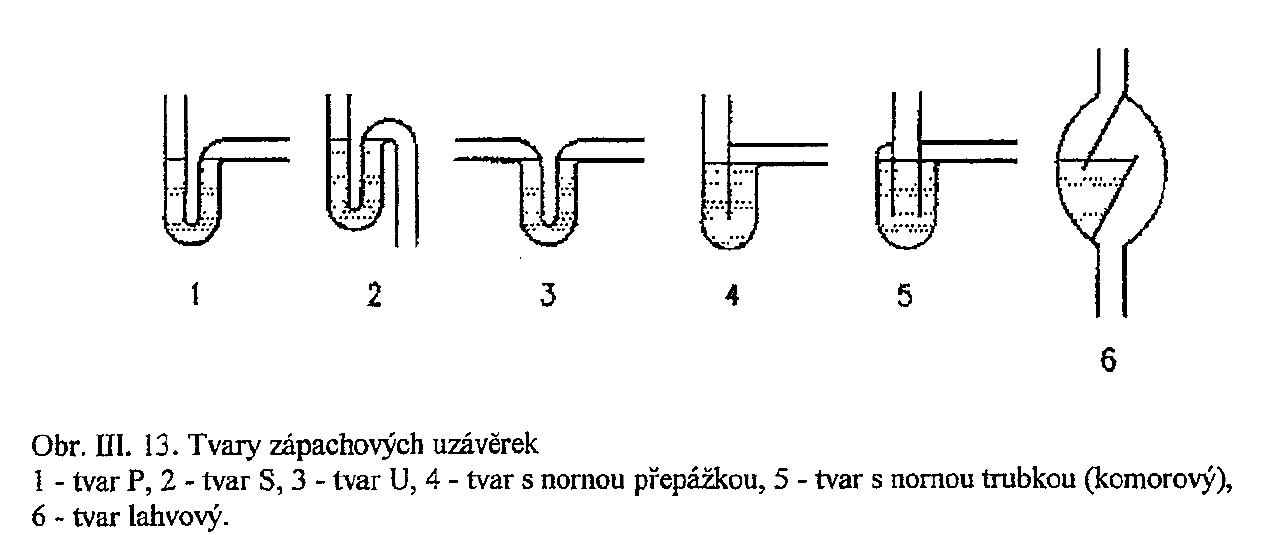 1 2 3 4 5
6
Obr. III. 13. Tvary zápachových uzávěrek
1 - tvar P, 2 - tvar S, 3 - tvar U, 4 - tvar s nornou přepážkou, 5 - tvar s nornou trubkou (komorový),
6 - tvar lahvový.